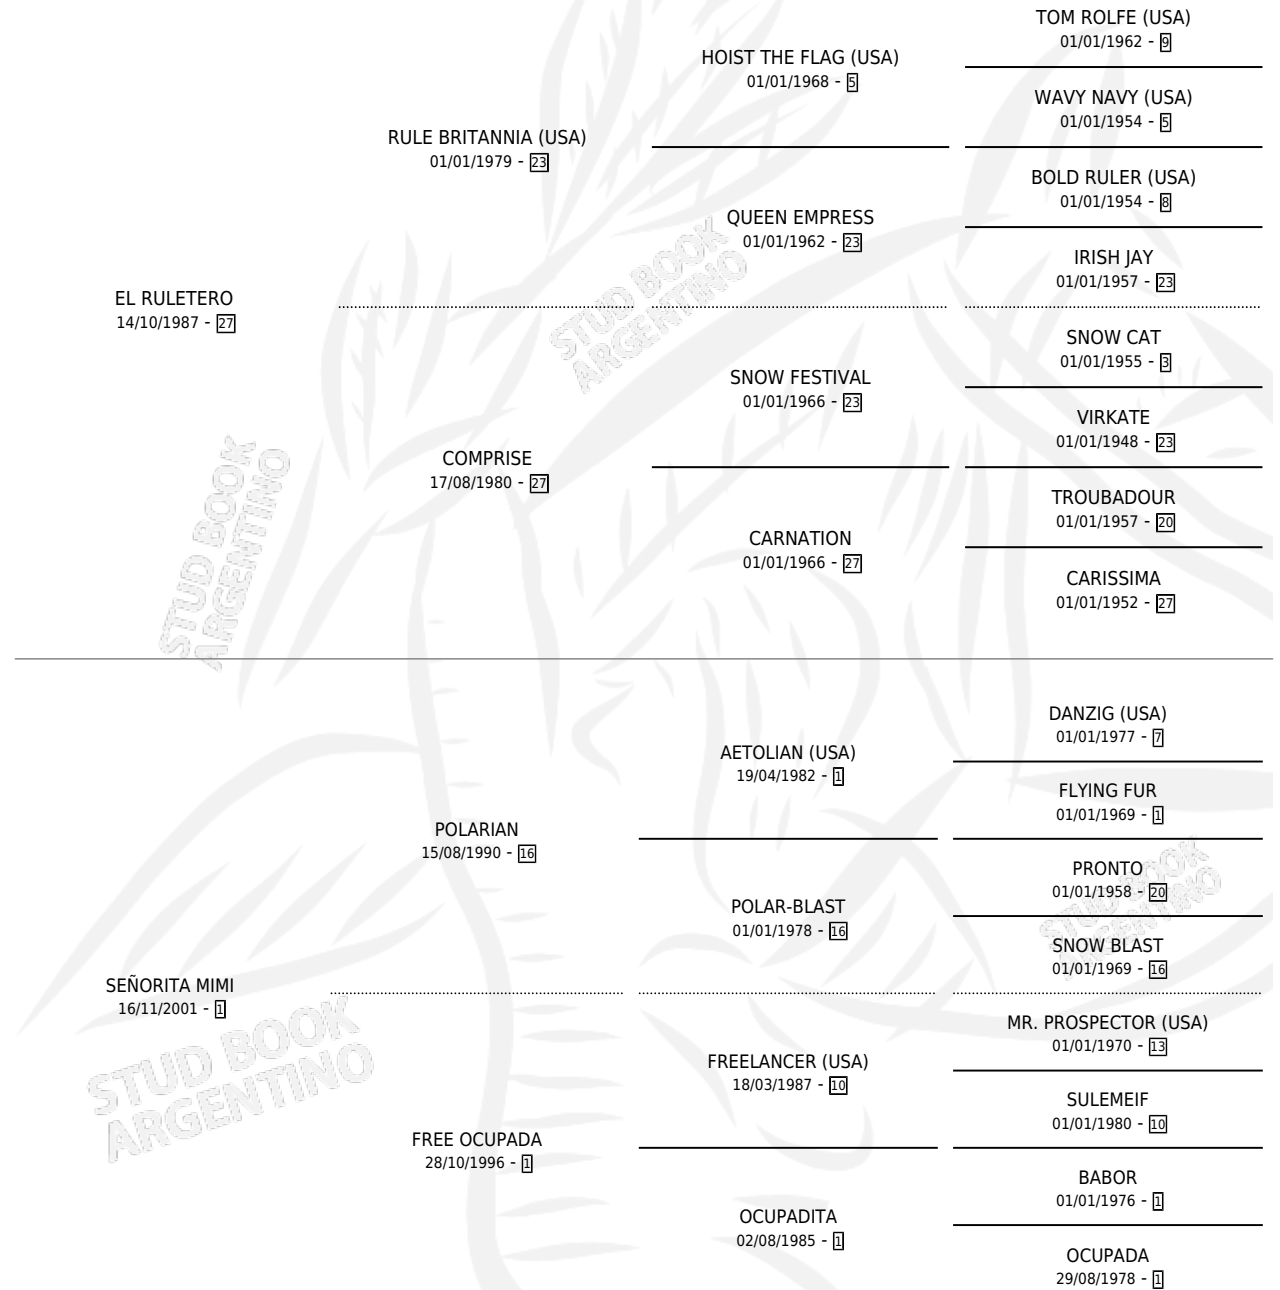 TOM ROLFE (USA)
01/01/1962 - 9
HOIST THE FLAG (USA)
01/01/1968 - 5
WAVY NAVY (USA)
01/01/1954 - 5
RULE BRITANNIA (USA)
01/01/1979 - 23
BOLD RULER (USA)
01/01/1954 - 8
QUEEN EMPRESS
01/01/1962 - 23
IRISH JAY
01/01/1957 - 23
EL RULETERO
14/10/1987 - 27
STUD BOOK
ARGENTINO
SNOW CAT
01/01/1955 - 3
SNOW FESTIVAL
01/01/1966 - 23
VIRKATE
01/01/1948 - 23
COMPRISE
17/08/1980 - 27
TROUBADOUR
01/01/1957 - 20
CARNATION
01/01/1966 - 27
CARISSIMA
01/01/1952 - 27
STUD BOOK
ARGENTINO
DANZIG (USA)
01/01/1977 - 7
AETOLIAN (USA)
19/04/1982 - 1
FLYING FUR
01/01/1969 - 1
POLARIAN
15/08/1990 - 16
PRONTO
01/01/1958 - 20
POLAR-BLAST
01/01/1978 - 16
SNOW BLAST
01/01/1969 - 16
STUD BOOK
ARGENTINO
SEÑORITA MIMI
16/11/2001 - 1
MR. PROSPECTOR (USA)
01/01/1970 - 13
FREELANCER (USA)
18/03/1987 - 10
SULEMEIF
01/01/1980 - 10
STUD BOOK
ARGENTINO
FREE OCUPADA
28/10/1996 - 1
BABOR
01/01/1976 - 1
OCUPADITA
02/08/1985 - 1
OCUPADA
29/08/1978 - 1